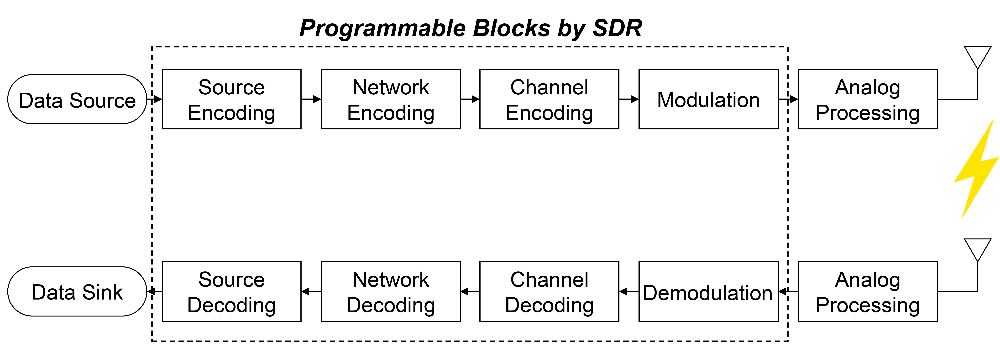 Programmable Blocks by SDR
Data Source
Source
Encoding
Network
Encoding
Channel
Encoding
Modulation
Analog
Processing
Data Sink
Source
Decoding
Network
Decoding
Channel
Decoding
Demodulation
Analog
Processing